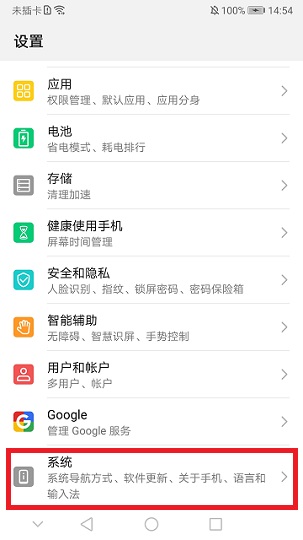 未插卡 100% 14:54
设置
应用
权限管理、默认应用、应用分身
电池
省电模式、耗电排行
存储
清理加速
健康使用手机
屏幕时间管理
安全和隐私
人脸识别、指纹、锁屏密码、密码保险箱
智能辅助
无障碍、智慧识屏、手势控制
用户和帐户
多用户、帐户
Google
管理 Google 服务
系统
系统导航方式、软件更新、关于手机、语言和
输入法